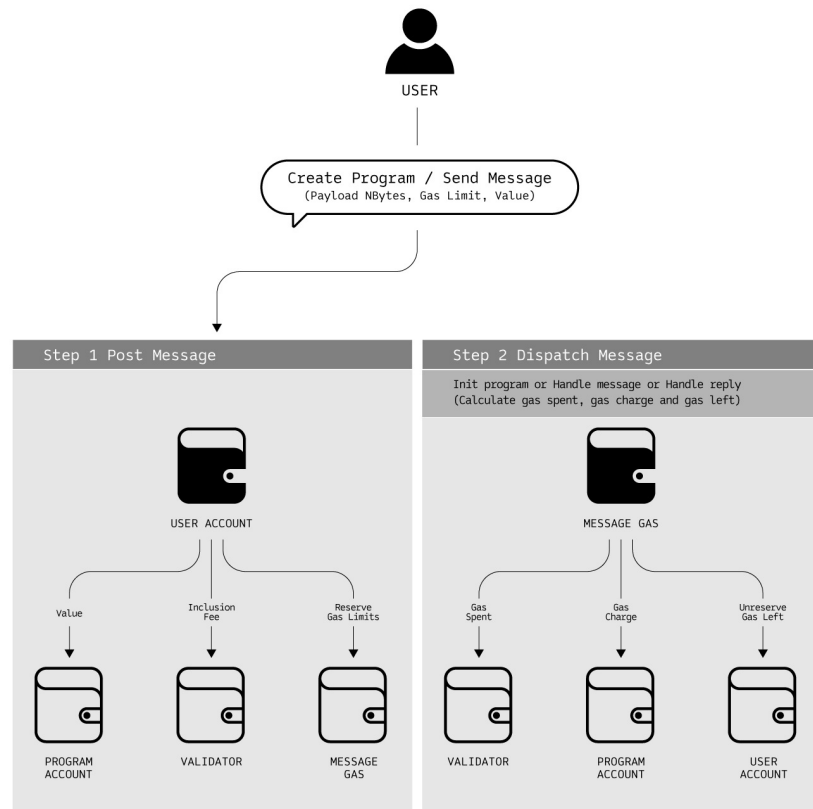 USER
Create Program / Send Message
(Payload NBytes, Gas Limit, Value)
Step 1 Post Message
USER ACCOUNT
Value
Inclusion
Fee
Reserve
Gas Limits
PROGRAM
ACCOUNT
VALIDATOR
MESSAGE
GAS
Step 2 Dispatch Message
Init program or Handle message or Handle reply
(Calculate gas spent, gas charge and gas left)
MESSAGE GAS
Gas
Spent
Gas
Charge
Unreserve
Gas Left
VALIDATOR
PROGRAM
ACCOUNT
USER
ACCOUNT